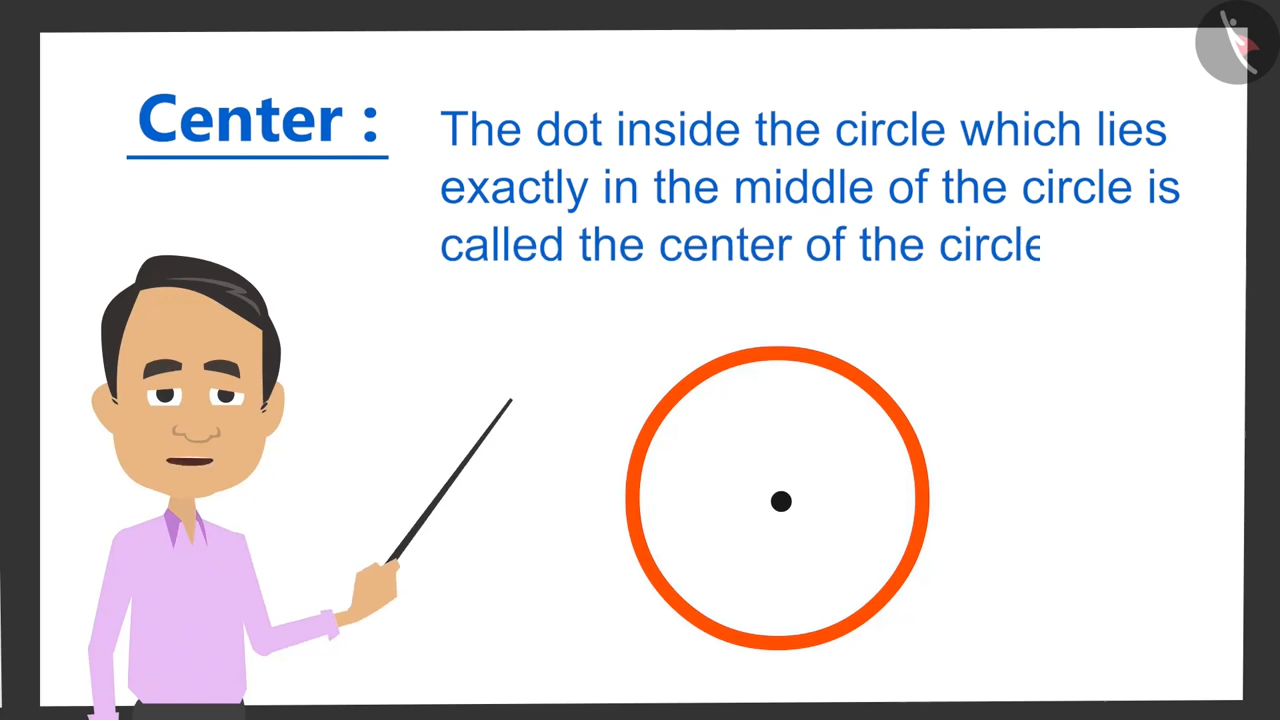 Center :
The dot inside the circle which lies
exactly in the middle of the circle is
called the center of the circle